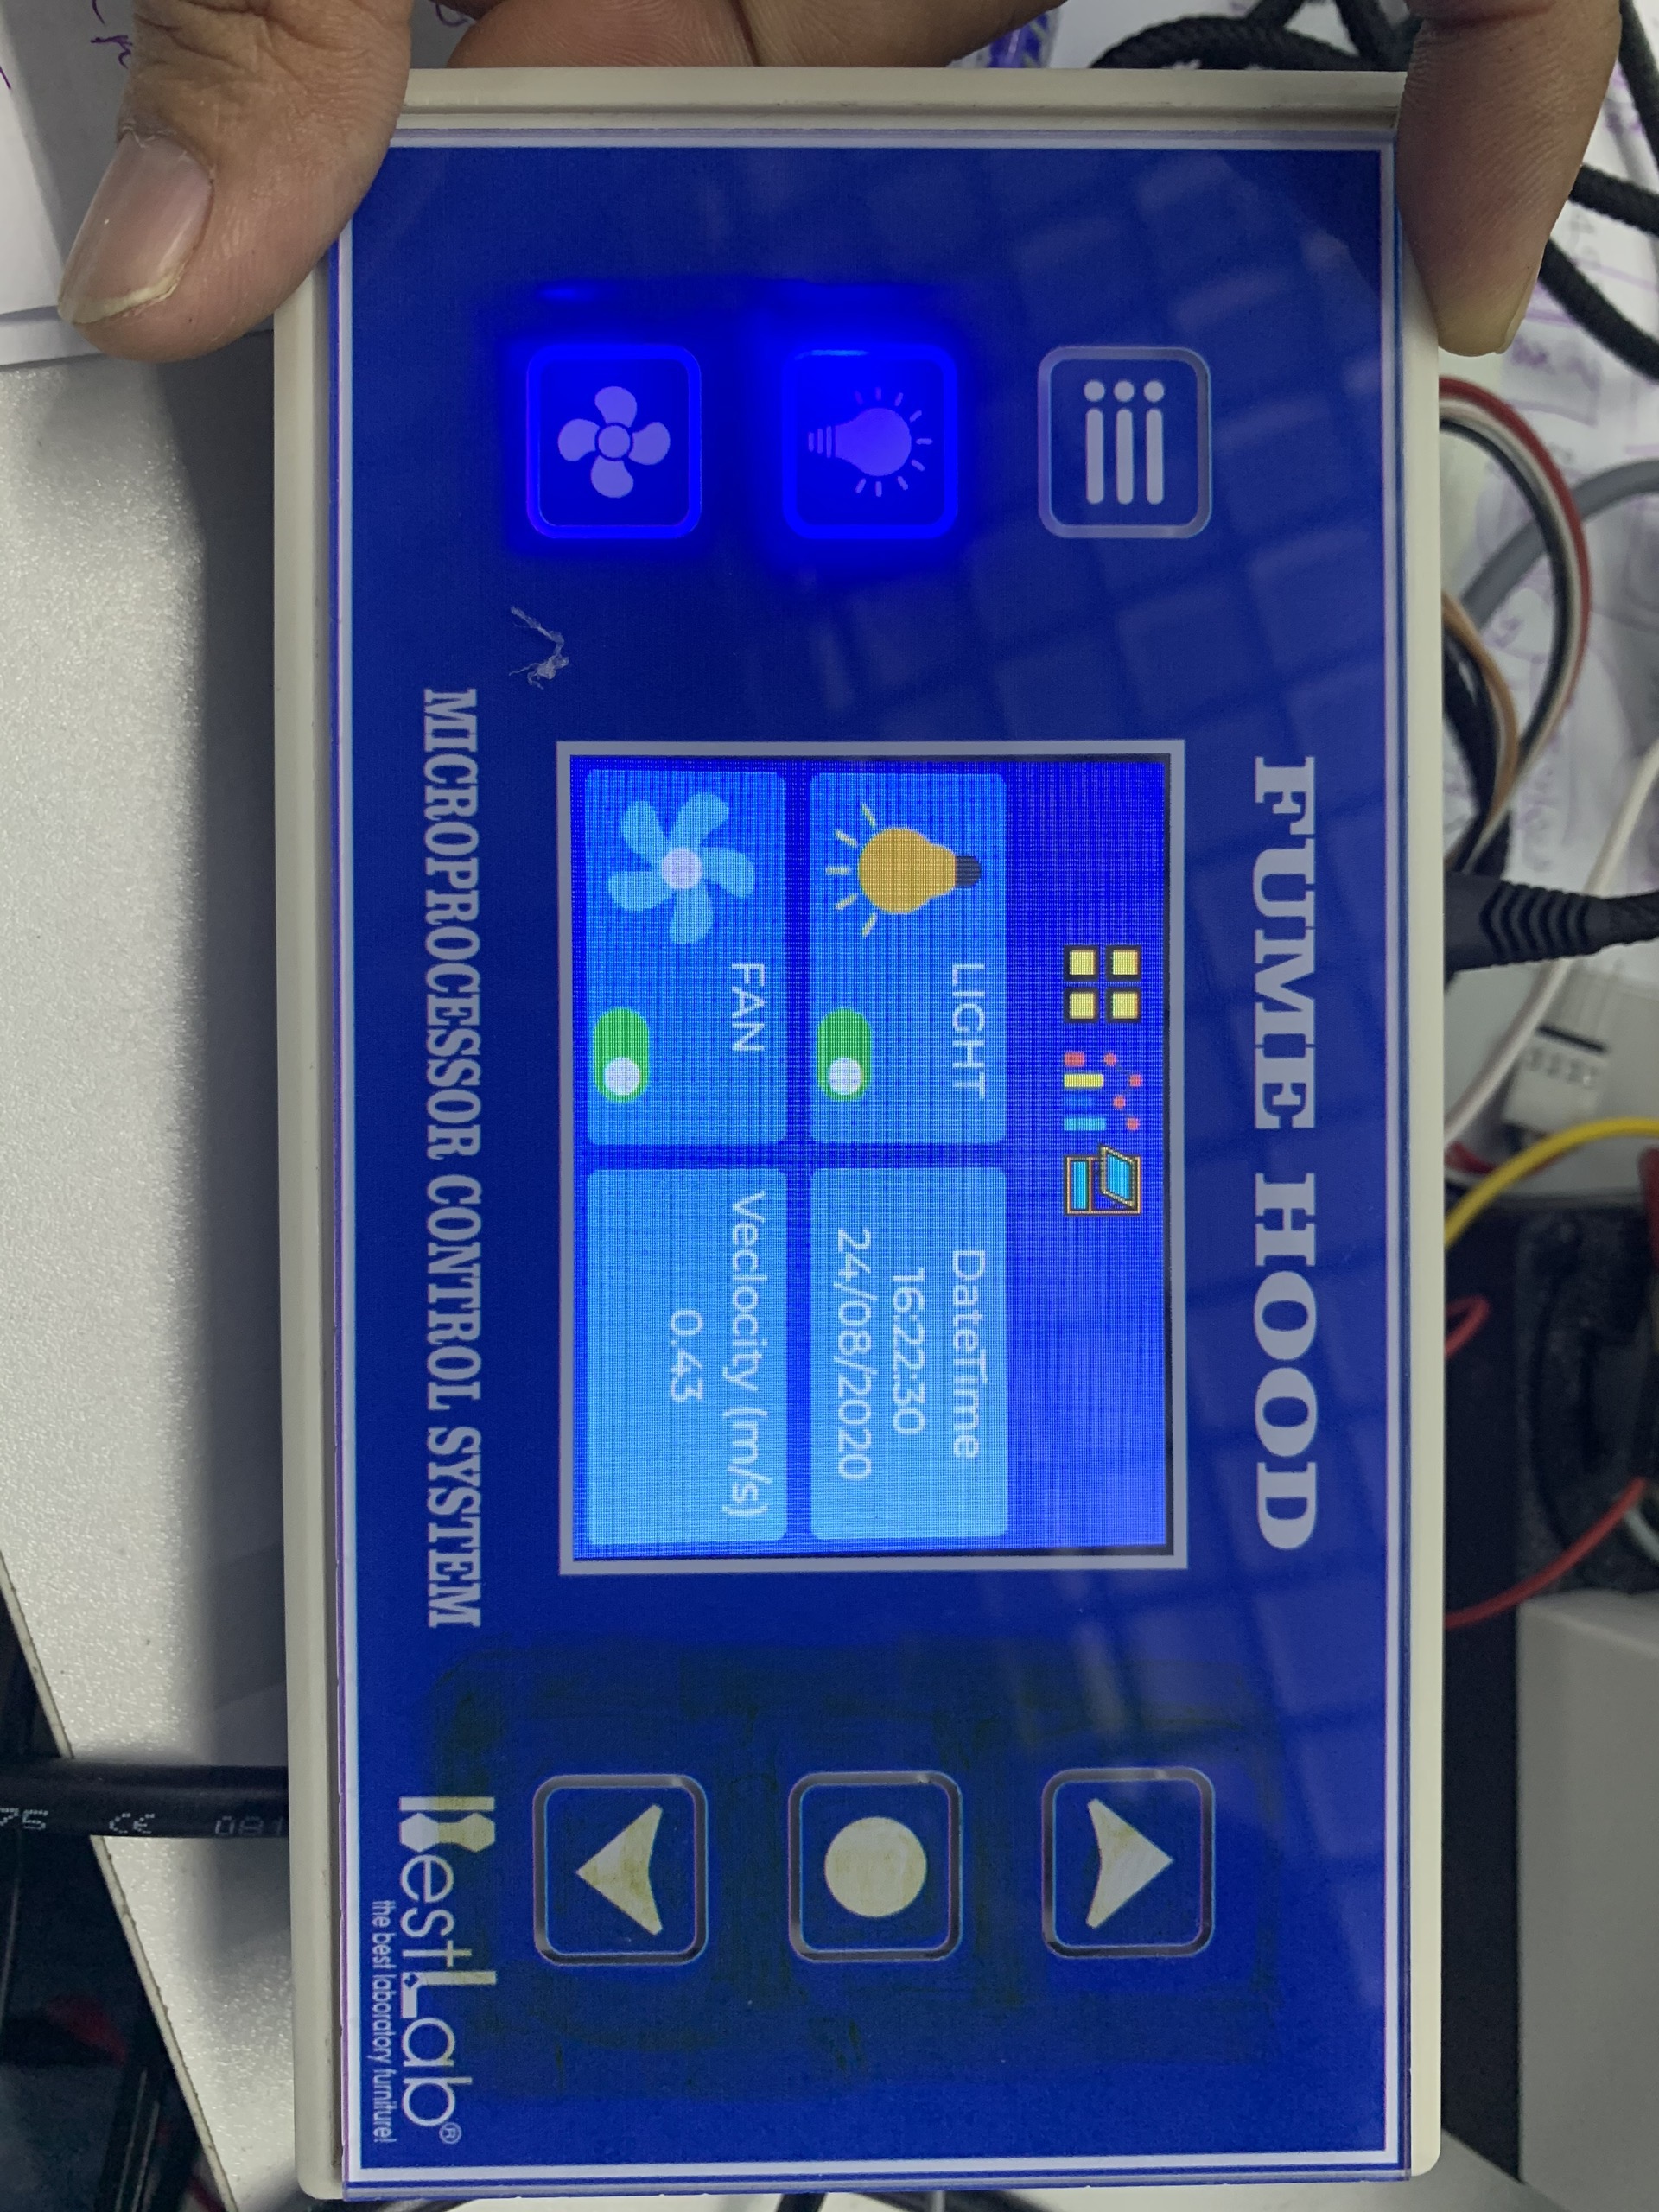 FUME HOOD
LIGHT
DateTime
16:22:30
24/08/2020
FAN
Veclocity (m/s)
0.43
MICROPROCESSOR CONTROL SYSTEM
BestLab®
the best laboratory furniture!